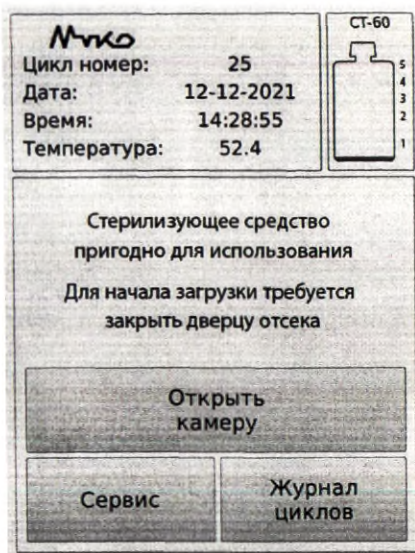 Цикл номер: 25
Дата: 12-12-2021
Время: 14:28:55
Температура: 52.4
СТ-60
5
4
3
2
1
Стерилизующее средство
пригодно для использования
Для начала загрузки требуется
закрыть дверцу отсека
Открыть
камеру
Сервис
Журнал
циклов